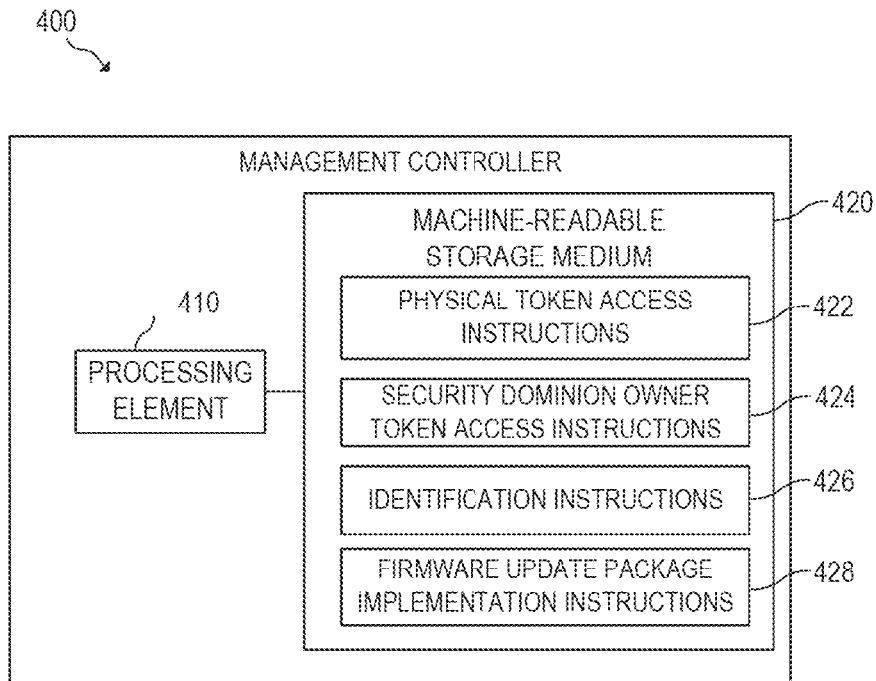 400
MANAGEMENT CONTROLLER
MACHINE-READABLE
STORAGE MEDIUM
420
PHYSICAL TOKEN ACCESS
INSTRUCTIONS
422
410
PROCESSING
ELEMENT
SECURITY DOMINION OWNER
TOKEN ACCESS INSTRUCTIONS
424
IDENTIFICATION INSTRUCTIONS
426
FIRMWARE UPDATE PACKAGE
IMPLEMENTATION INSTRUCTIONS
428